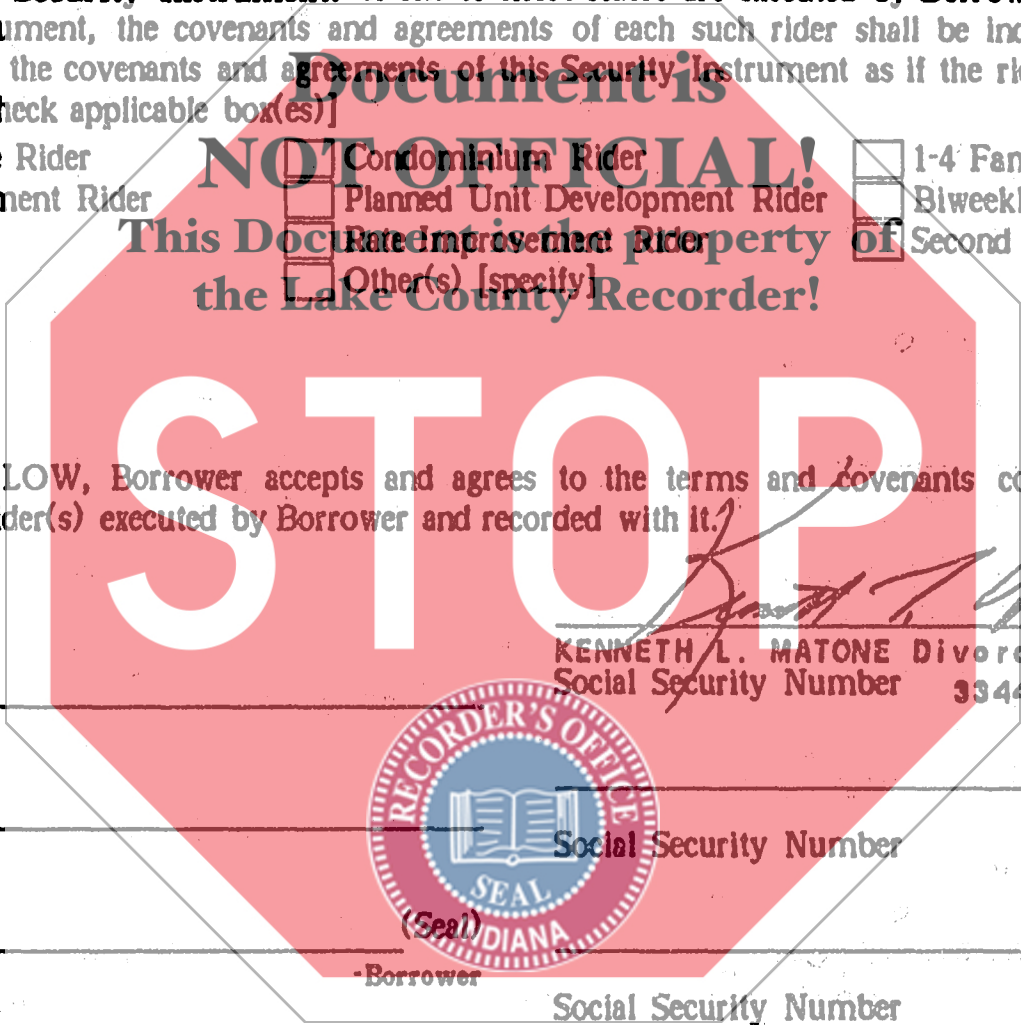 Security Instrument.
ument, the covenants and agreements of each such rider shall be inc
the covenants and agreements of this Security Instrument as if the ri
heck applicable box(es)]
Document is
NOT OFFICIAL!
This Document is the property of
the Lake County Recorder!
Rider Condominium Rider 1-4 Fam
ment Rider Planned Unit Development Rider Biweekl
Rate Improvement Rider Second
Other(s) [specify]
STOP
LOW, Borrower accepts and agrees to the terms and covenants co
der(s) executed by Borrower and recorded with it.
KENNETH L. MATONE Divor
Social Security Number 3344
RECORDER'S OFFICE
SEAL
INDIANA
Social Security Number
(Seal)
-Borrower
Social Security Number